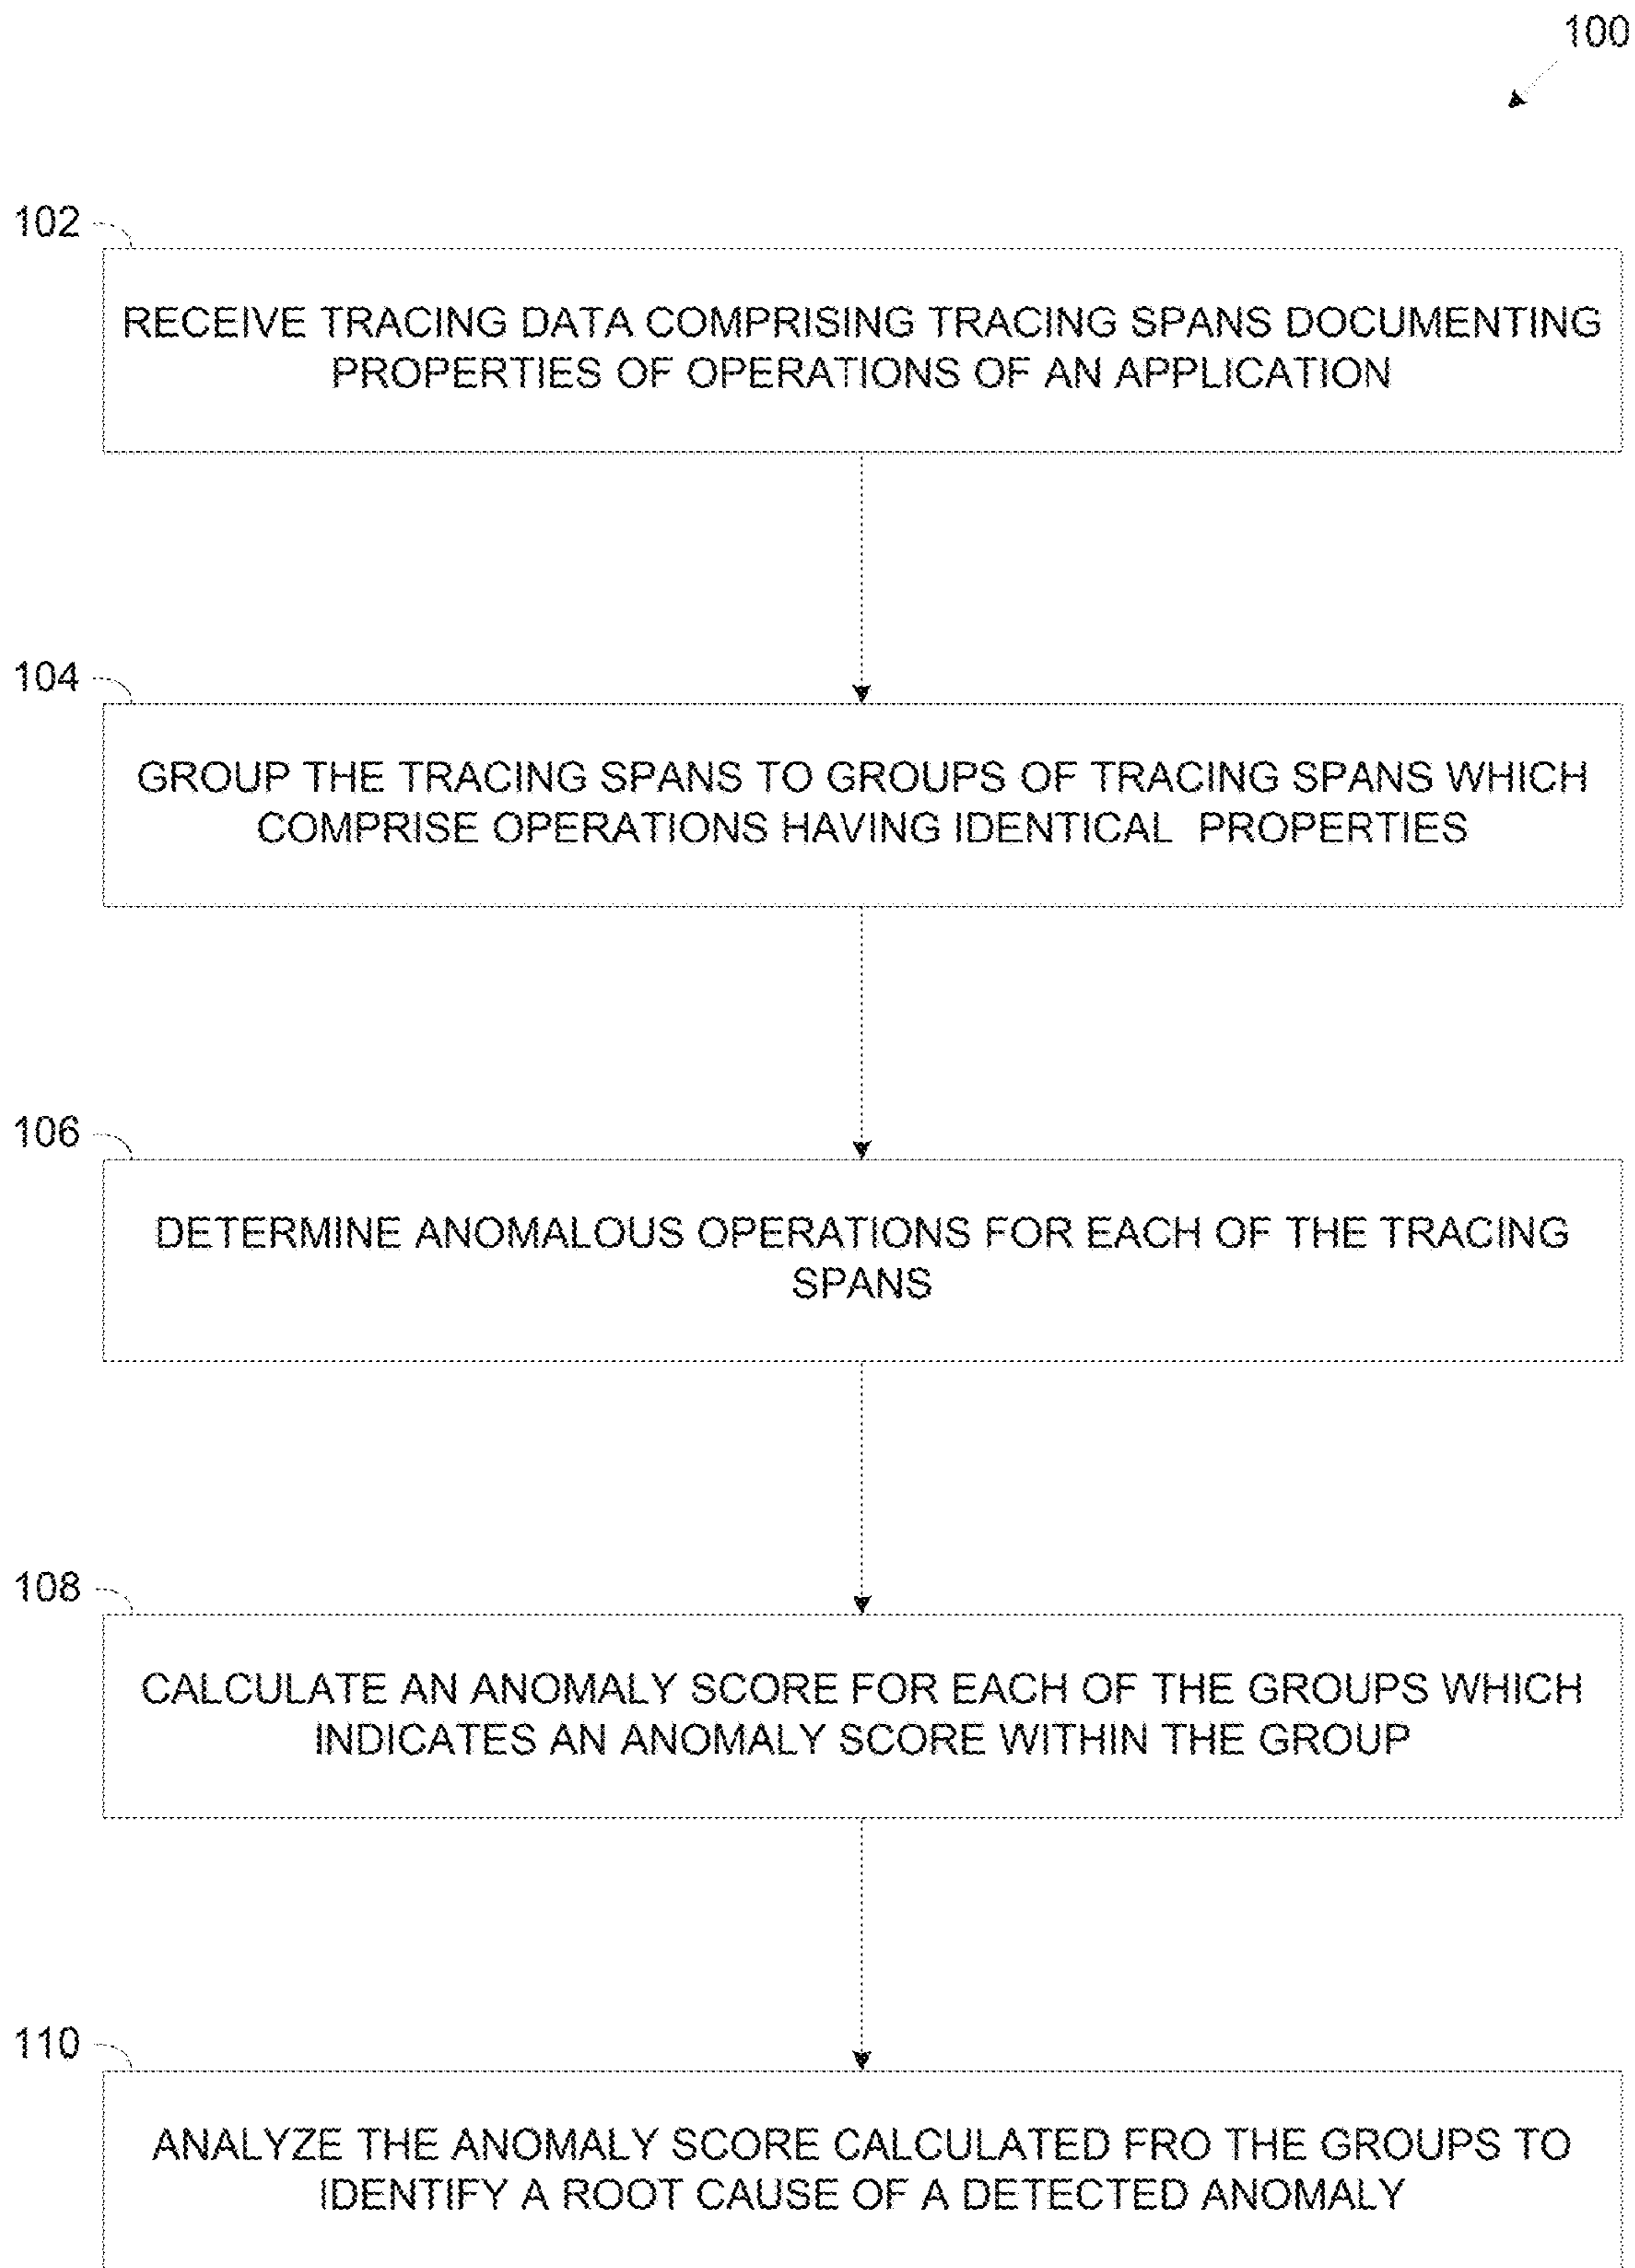 100
102
RECEIVE TRACING DATA COMPRISING TRACING SPANS DOCUMENTING
PROPERTIES OF OPERATIONS OF AN APPLICATION
104
GROUP THE TRACING SPANS TO GROUPS OF TRACING SPANS WHICH
COMPRISE OPERATIONS HAVING IDENTICAL PROPERTIES
106
DETERMINE ANOMALOUS OPERATIONS FOR EACH OF THE TRACING
SPANS
108
CALCULATE AN ANOMALY SCORE FOR EACH OF THE GROUPS WHICH
INDICATES AN ANOMALY SCORE WITHIN THE GROUP
110
ANALYZE THE ANOMALY SCORE CALCULATED FRO THE GROUPS TO
IDENTIFY A ROOT CAUSE OF A DETECTED ANOMALY